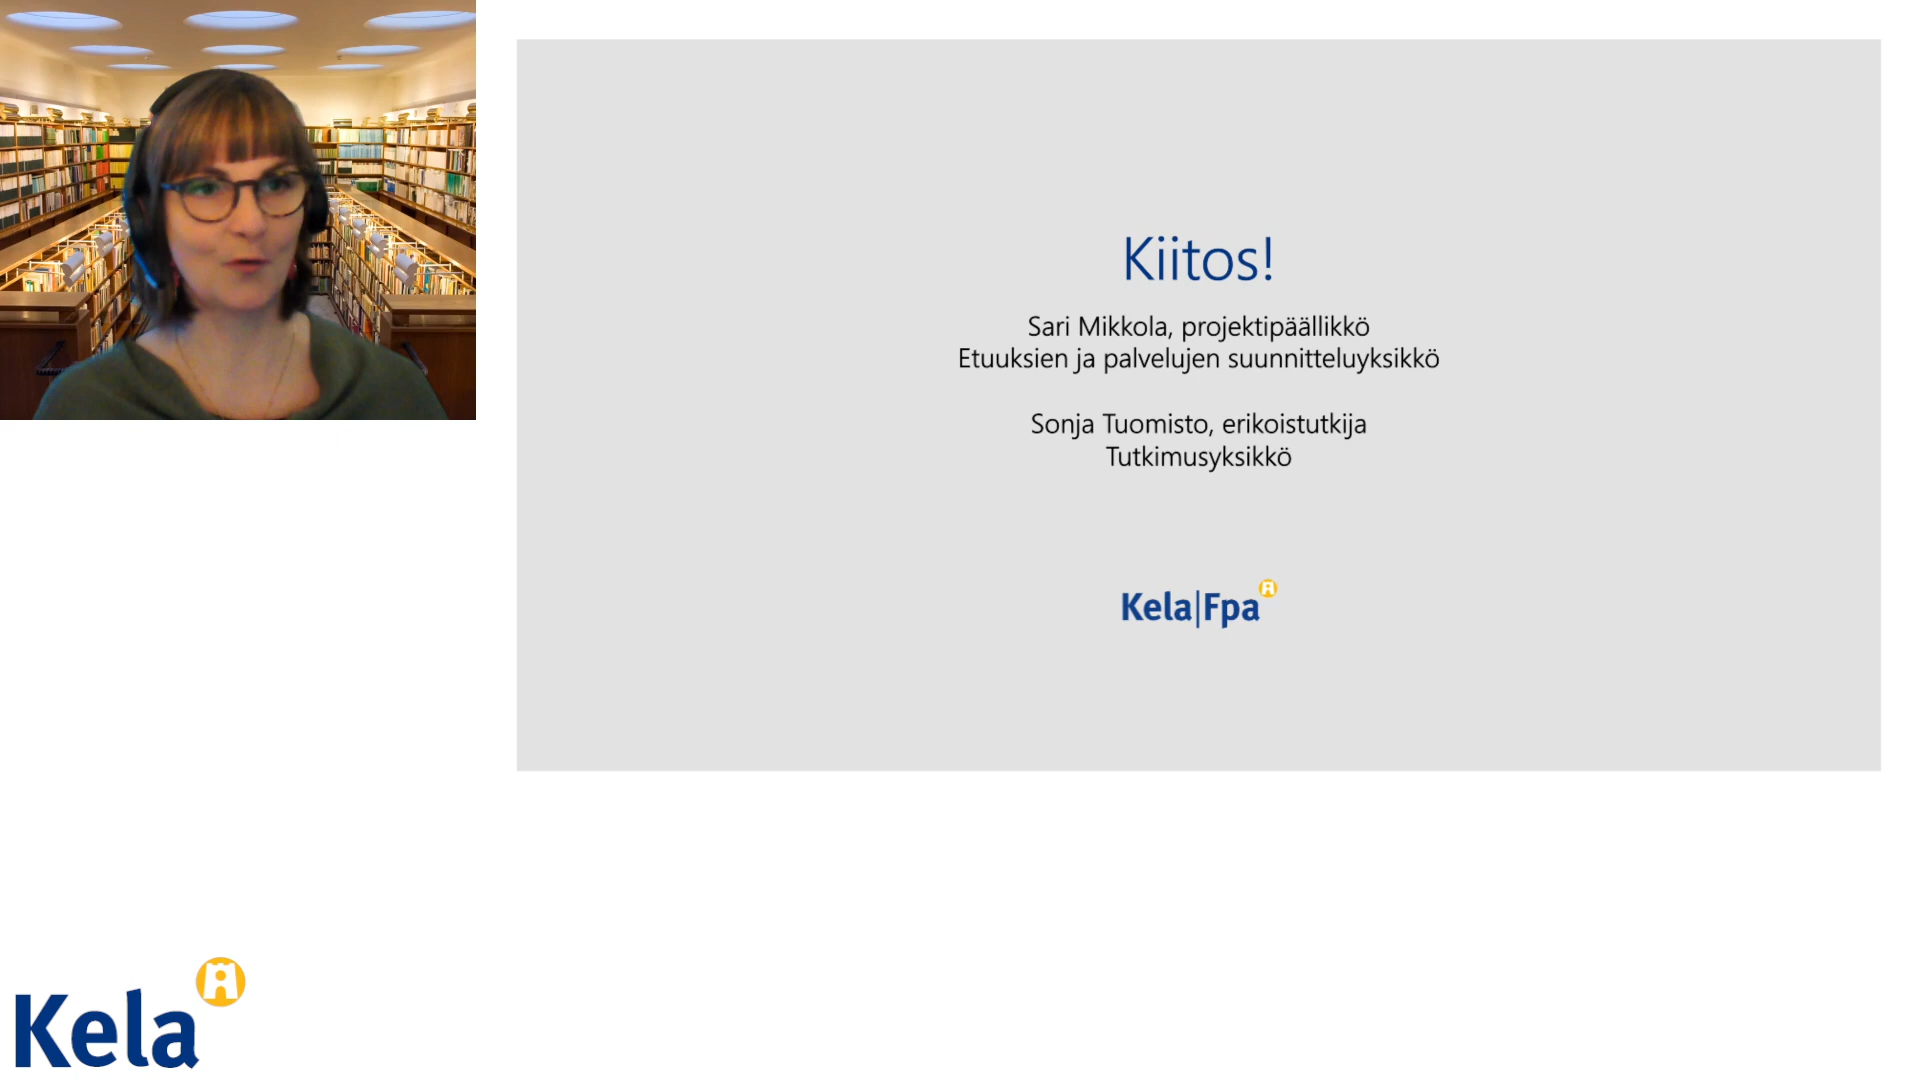 Kiitos!
Sari Mikkola, projektipäällikkö
Etuuksien ja palvelujen suunnitteluyksikkö
Sonja Tuomisto, erikoistutkija
Tutkimusyksikkö
Kela|Fpa
Kela